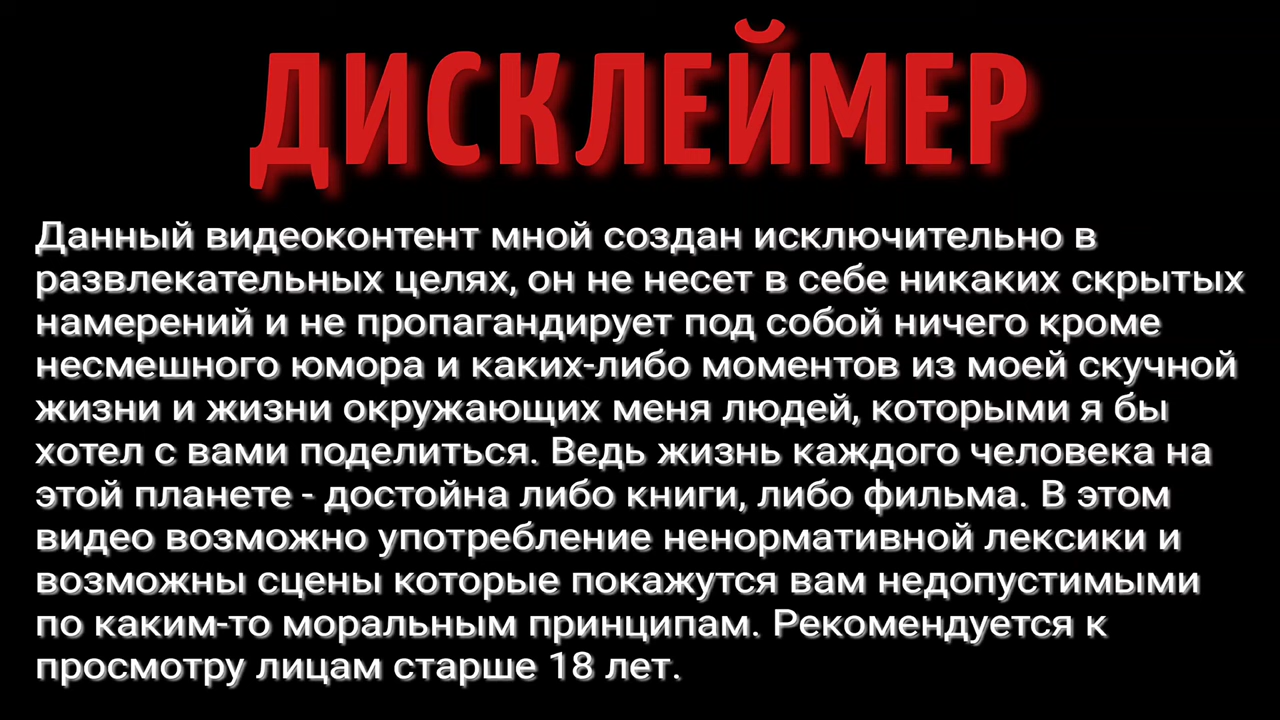 ДИСКЛЕЙМЕР
Данный видеоконтент мной создан исключительно в
развлекательных целях, он не несет в себе никаких скрытых
намерений и не пропагандирует под собой ничего кроме
несмешного юмора и каких-либо моментов из моей скучной
жизни и жизни окружающих меня людей, которыми я бы
хотел с вами поделиться. Ведь жизнь каждого человека на
этой планете - достойна либо книги, либо фильма. В этом
видео возможно употребление ненормативной лексики и
возможны сцены которые покажутся вам недопустимыми
по каким-то моральным принципам. Рекомендуется к
просмотру лицам старше 18 лет.